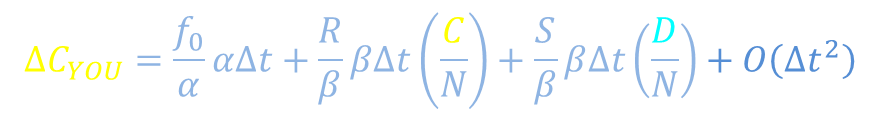 ΔC_YOU = f_0/α αΔt + R/β βΔt (C/N) + S/β βΔt (D/N) + O(Δt²)